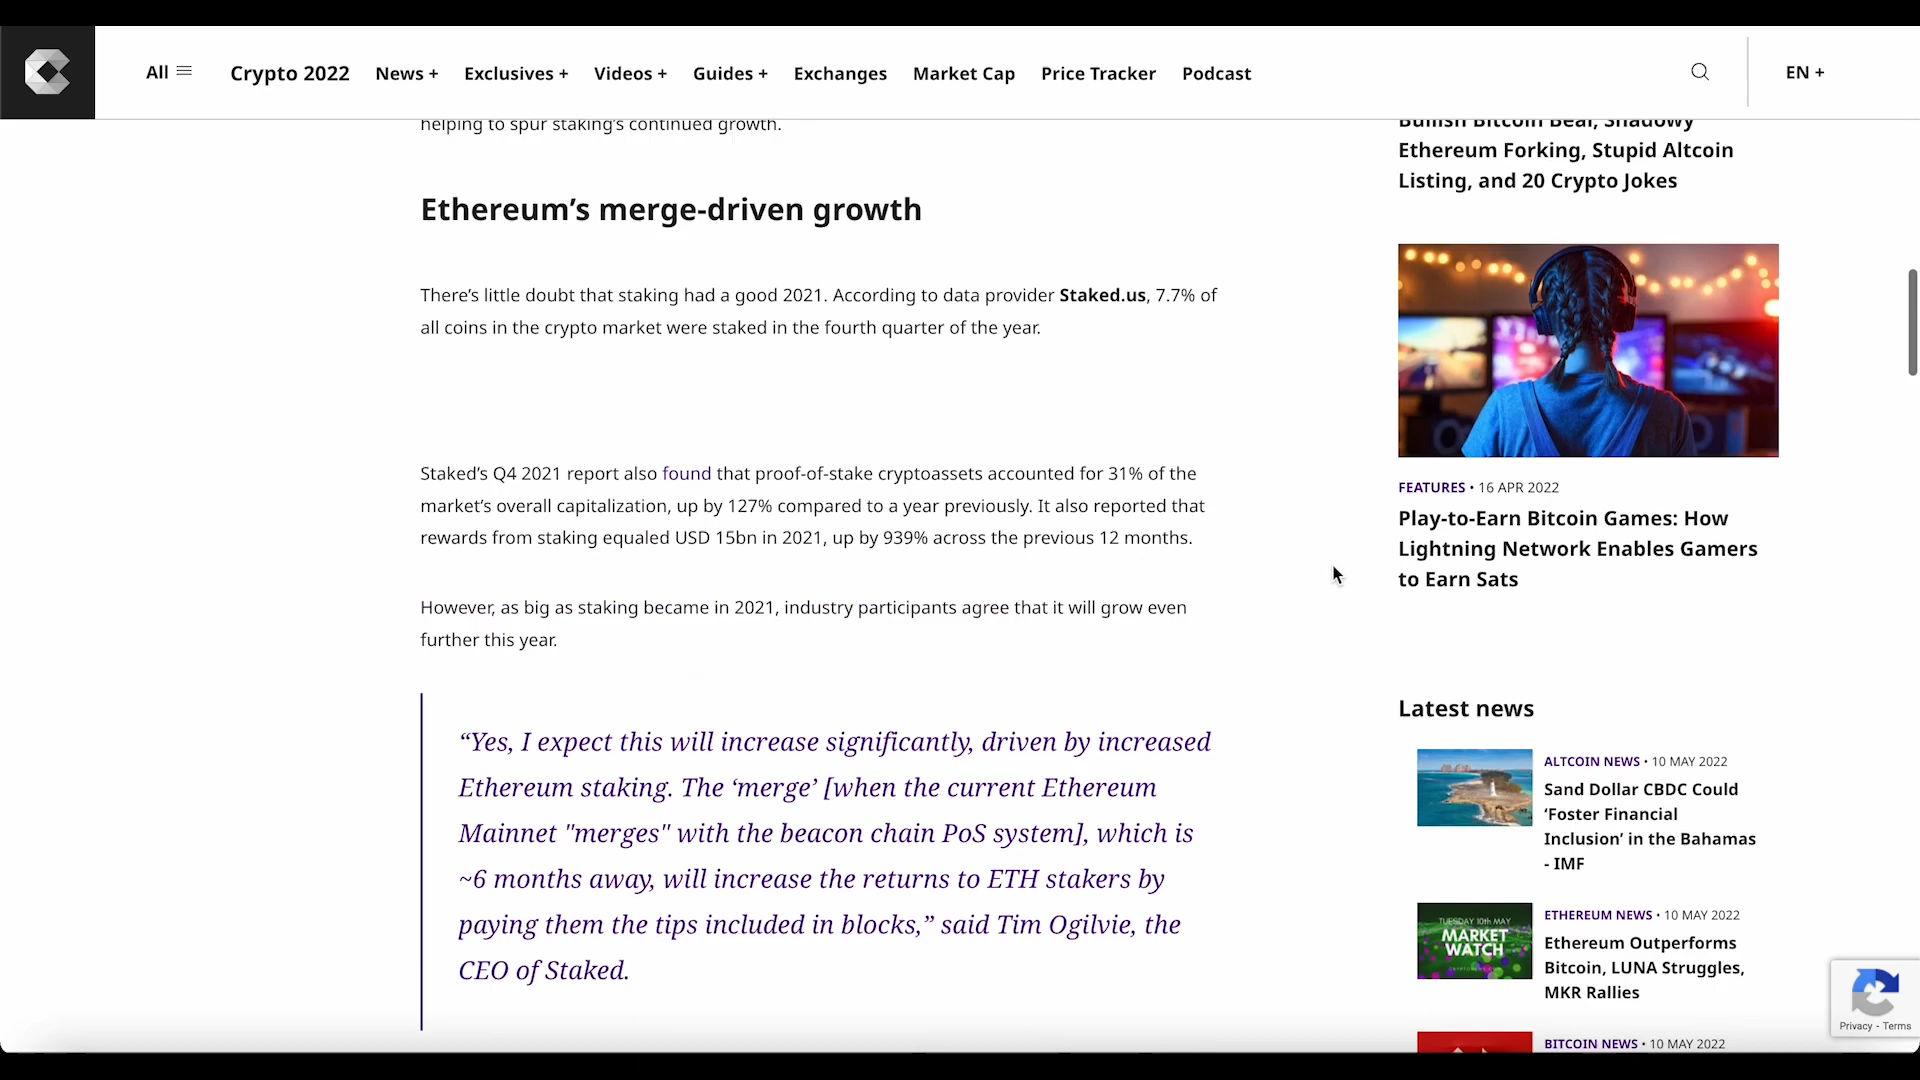 All
Crypto 2022
News +
Exclusives +
Videos +
Guides +
Exchanges
Market Cap
Price Tracker
Podcast
EN +
helping to spur staking's continued growth.
Ethereum’s merge-driven growth
There’s little doubt that staking had a good 2021. According to data provider Staked.us, 7.7% of
all coins in the crypto market were staked in the fourth quarter of the year.
Staked’s Q4 2021 report also found that proof-of-stake cryptoassets accounted for 31% of the
market’s overall capitalization, up by 127% compared to a year previously. It also reported that
rewards from staking equaled USD 15bn in 2021, up by 939% across the previous 12 months.
However, as big as staking became in 2021, industry participants agree that it will grow even
further this year.
“Yes, I expect this will increase significantly, driven by increased
Ethereum staking. The ‘merge’ [when the current Ethereum
Mainnet "merges" with the beacon chain PoS system], which is
~6 months away, will increase the returns to ETH stakers by
paying them the tips included in blocks,” said Tim Ogilvie, the
CEO of Staked.
Bullish Bitcoin Bear, Shadowy
Ethereum Forking, Stupid Altcoin
Listing, and 20 Crypto Jokes
FEATURES • 16 APR 2022
Play-to-Earn Bitcoin Games: How
Lightning Network Enables Gamers
to Earn Sats
Latest news
ALTCOIN NEWS • 10 MAY 2022
Sand Dollar CBDC Could
‘Foster Financial
Inclusion’ in the Bahamas
- IMF
TUESDAY 10th MAY
MARKET
WATCH
ETHEREUM NEWS • 10 MAY 2022
Ethereum Outperforms
Bitcoin, LUNA Struggles,
MKR Rallies
BITCOIN NEWS • 10 MAY 2022
Privacy - Terms